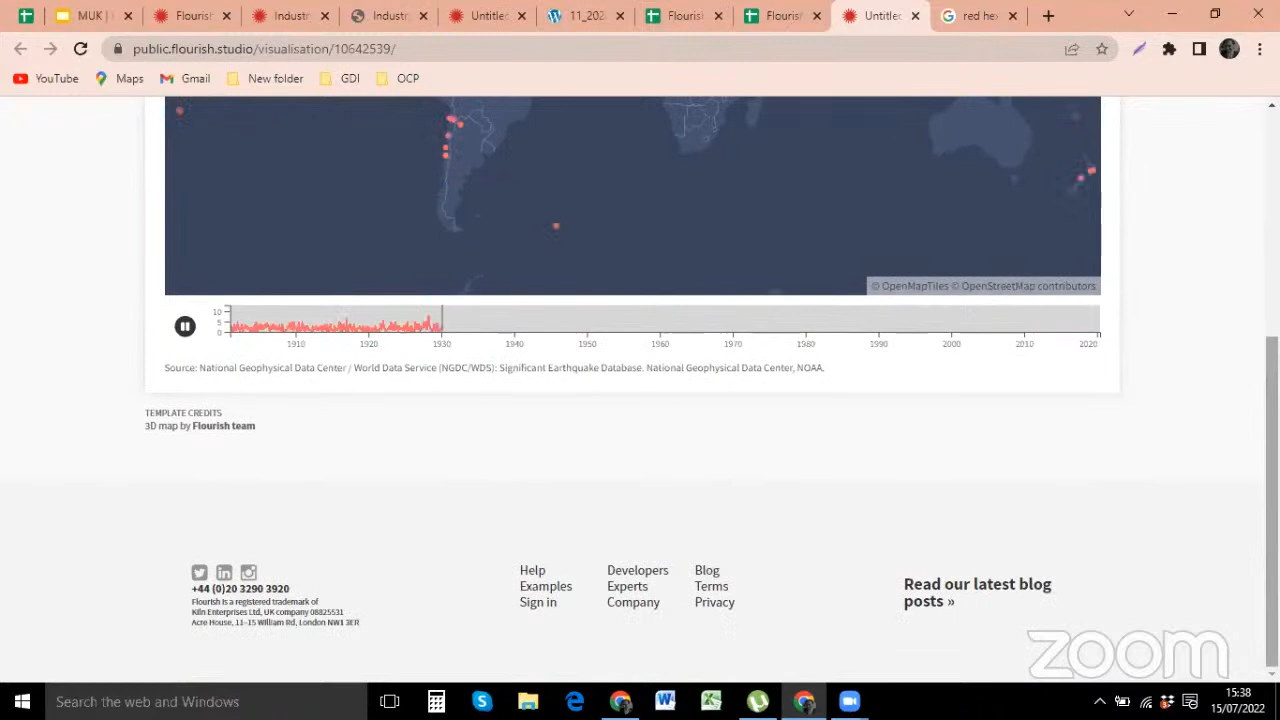 MUK |
Flourish
Industr
Industr
Untitle
11_202
Flourish
Flourish
Untitle
red hex
public.flourish.studio/visualisation/10642539/
YouTube
Maps
Gmail
New folder
GDI
OCP
© OpenMapTiles © OpenStreetMap contributors
10
5
0
1910 1920 1930 1940 1950 1960 1970 1980 1990 2000 2010 2020
Source: National Geophysical Data Center / World Data Service (NGDC/WDS): Significant Earthquake Database. National Geophysical Data Center, NOAA.
TEMPLATE CREDITS
3D map by Flourish team
+44 (0)20 3290 3920
Flourish is a registered trademark of
Kiln Enterprises Ltd, UK company 08825531
Acre House, 11–15 William Rd, London NW1 3ER
Help
Examples
Sign in
Developers
Experts
Company
Blog
Terms
Privacy
Read our latest blog
posts »
zoom
Search the web and Windows
15:38
15/07/2022